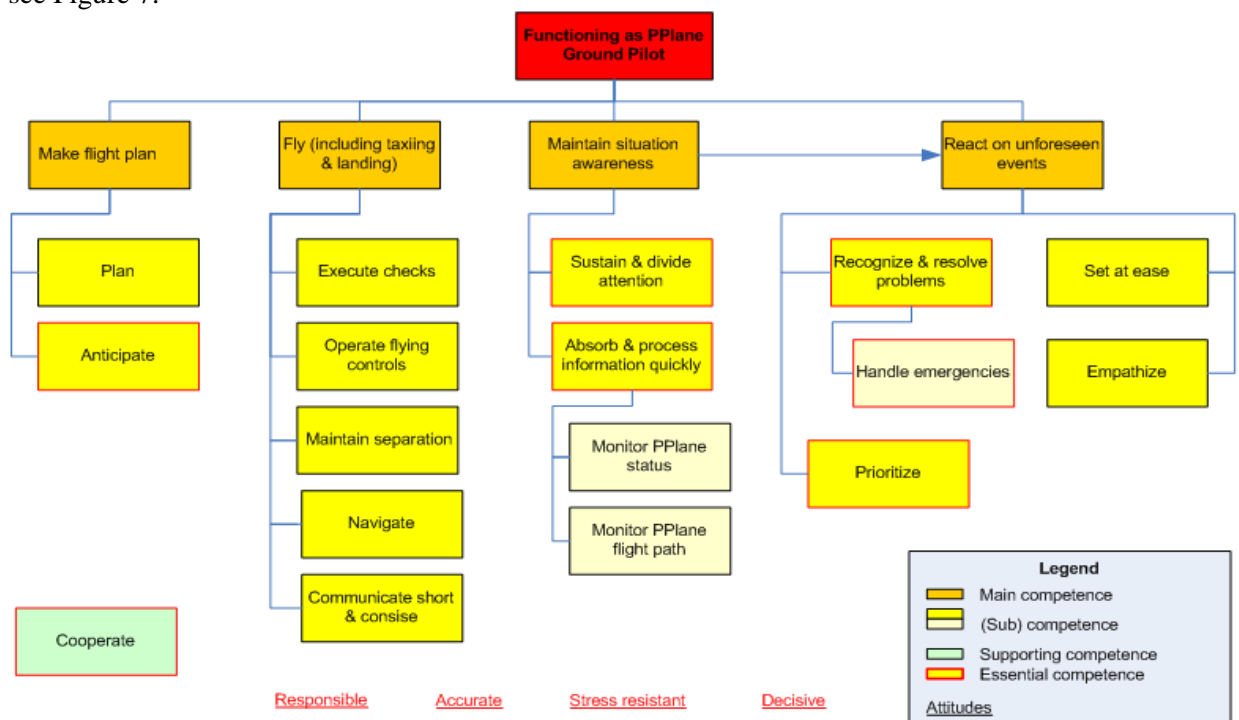 see Figure 7.
Functioning as PPlane
Ground Pilot
Make flight plan
Fly (including taxiing
& landing)
Maintain situation
awareness
React on unforeseen
events
Plan
Anticipate
Execute checks
Operate flying
controls
Maintain separation
Navigate
Communicate short
& consise
Sustain & divide
attention
Absorb & process
information quickly
Monitor PPlane
status
Monitor PPlane
flight path
Recognize & resolve
problems
Handle emergencies
Prioritize
Set at ease
Empathize
Cooperate
Responsible Accurate Stress resistant Decisive
Legend
Main competence
(Sub) competence
Supporting competence
Essential competence
Attitudes